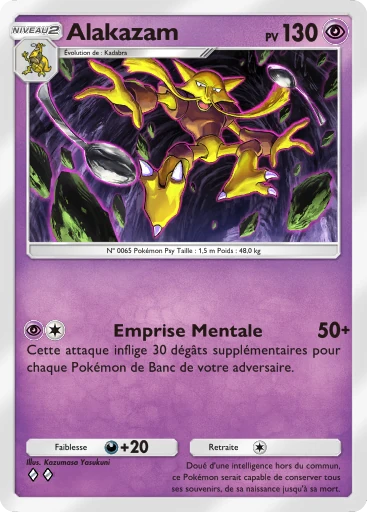 NIVEAU 2
Alakazam
PV 130
Évolution de : Kadabra
N° 0065 Pokémon Psy Taille : 1,5 m Poids : 48,0 kg
Emprise Mentale 50+
Cette attaque inflige 30 dégâts supplémentaires pour
chaque Pokémon de Banc de votre adversaire.
Faiblesse +20 Retraite
Illus. Kazumasa Yasukuni
Doué d'une intelligence hors du commun,
ce Pokémon serait capable de conserver tous
ses souvenirs, de sa naissance jusqu'à sa mort.